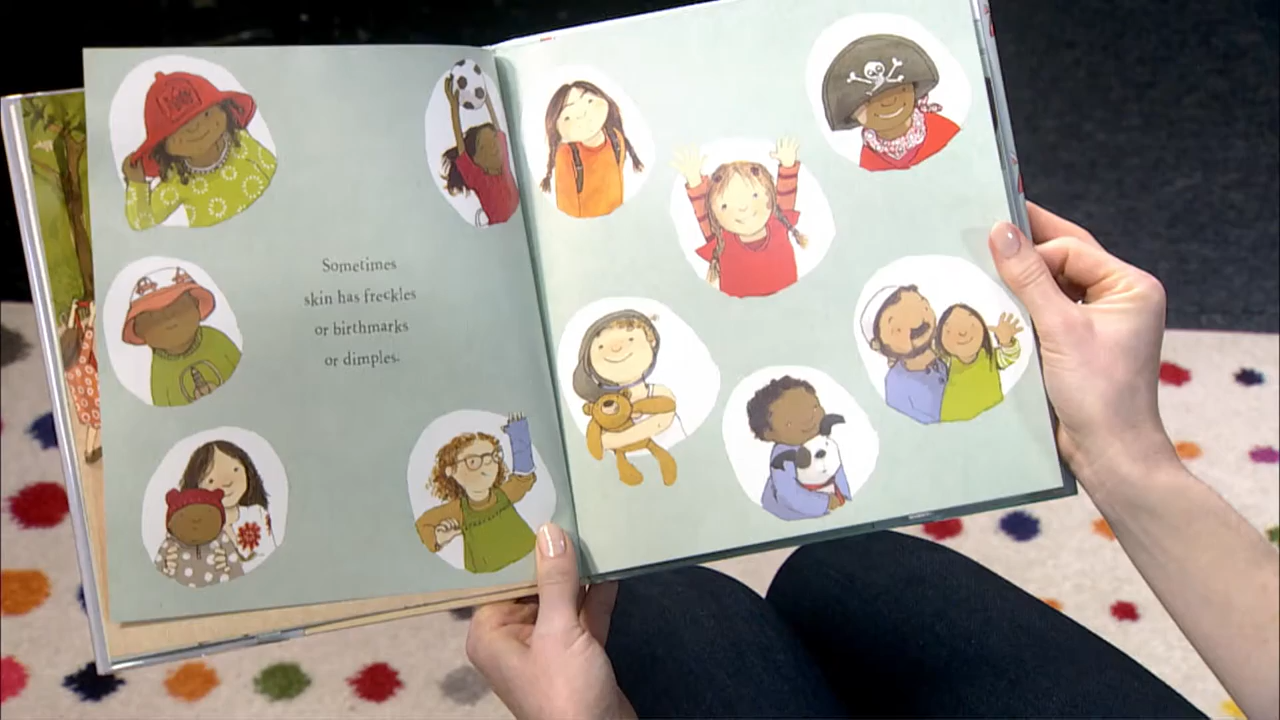 Sometimes
skin has freckles
or birthmarks
or dimples.